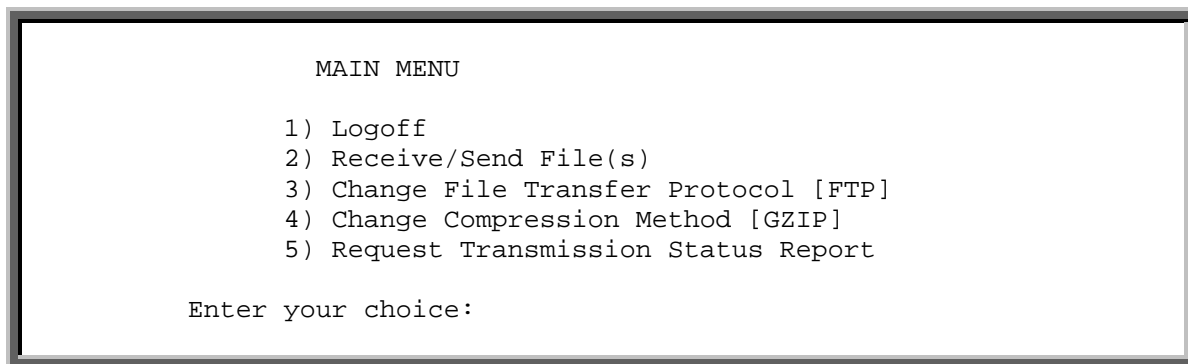 MAIN MENU
1) Logoff
2) Receive/Send File(s)
3) Change File Transfer Protocol [FTP]
4) Change Compression Method [GZIP]
5) Request Transmission Status Report
Enter your choice: